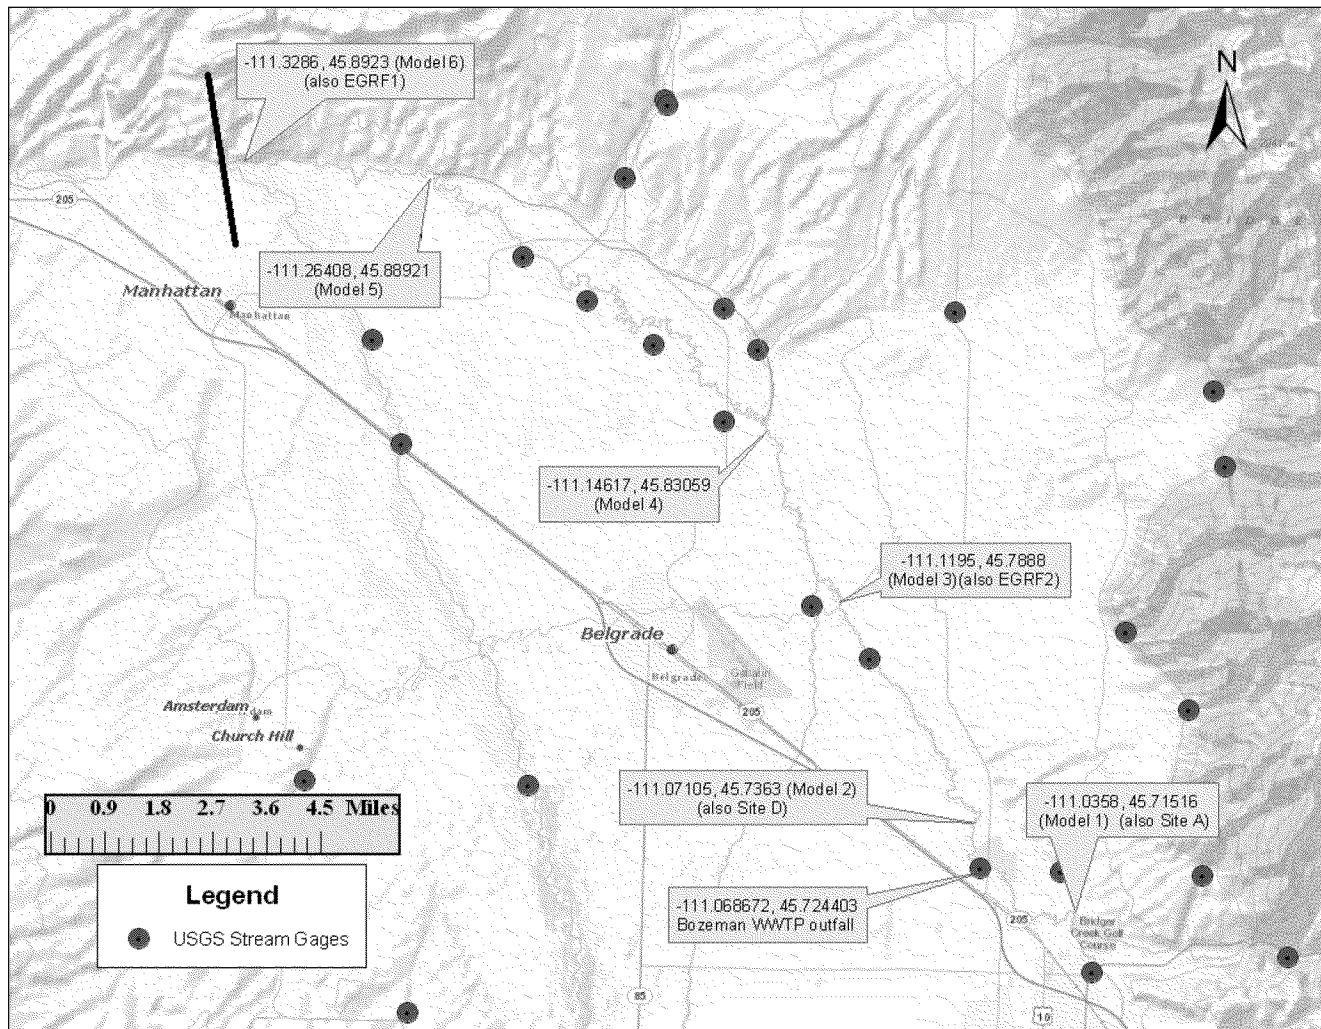 -111.3286, 45.8923 (Model 6)
(also EGRF1)
N
205
BRIDGE
-111.26408, 45.88921
(Model 5)
Manhattan
Manhattan
-111.14617, 45.83059
(Model 4)
-111.1195, 45.7888
(Model 3)(also EGRF2)
Belgrade
Belgrade
Gallatin
Field
205
Amsterdam
dam
Church Hill
-111.07105, 45.7363 (Model 2)
(also Site D)
-111.0358, 45.71516
(Model 1) (also Site A)
0 0.9 1.8 2.7 3.6 4.5 Miles
Legend
USGS Stream Gages
-111.068672, 45.724403
Bozeman WWTP outfall
205
Bridger
Creek Golf
Course
85
10